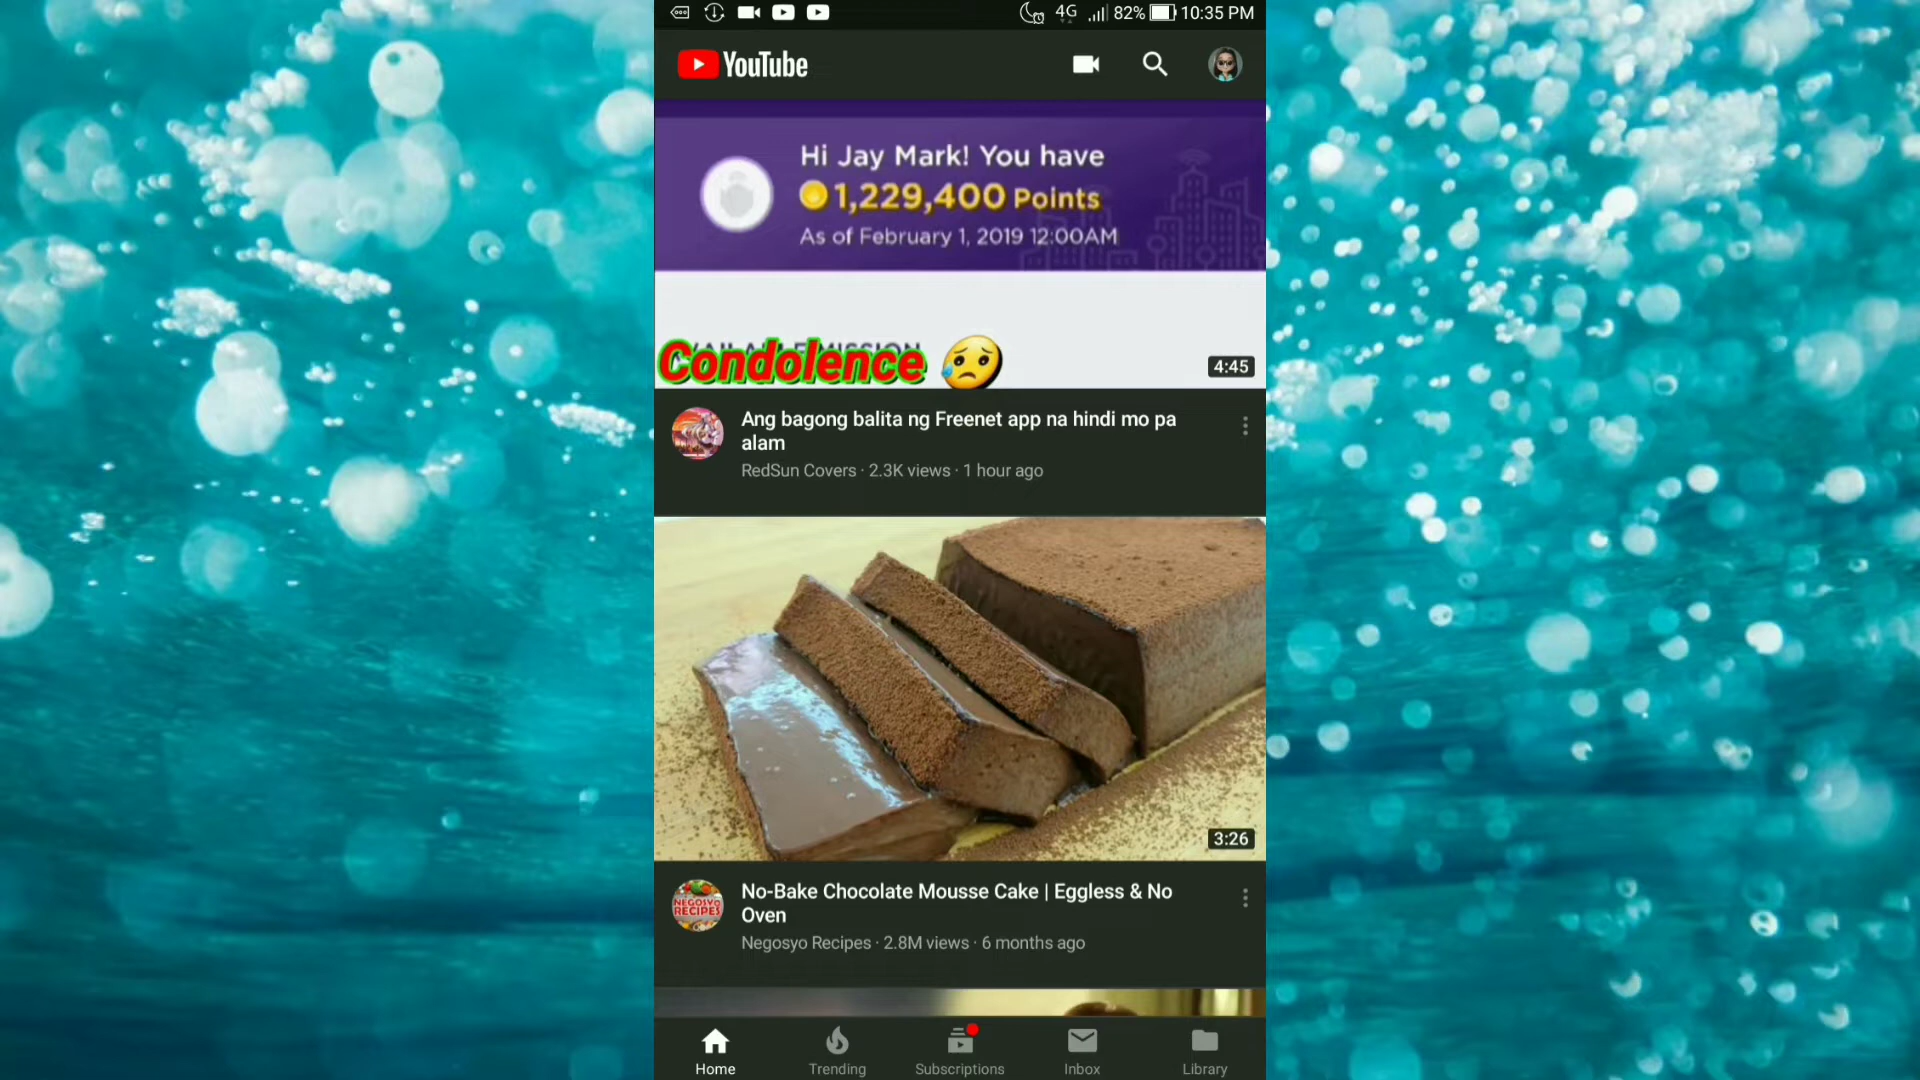 4G 82% 10:35 PM
YouTube
Hi Jay Mark! You have
1,229,400 Points
As of February 1, 2019 12:00AM
Condolence
4:45
Ang bagong balita ng Freenet app na hindi mo pa
alam
RedSun Covers · 2.3K views · 1 hour ago
3:26
NEGOSYO
RECIPES
No-Bake Chocolate Mousse Cake | Eggless & No
Oven
Negosyo Recipes · 2.8M views · 6 months ago
Home Trending Subscriptions Inbox Library